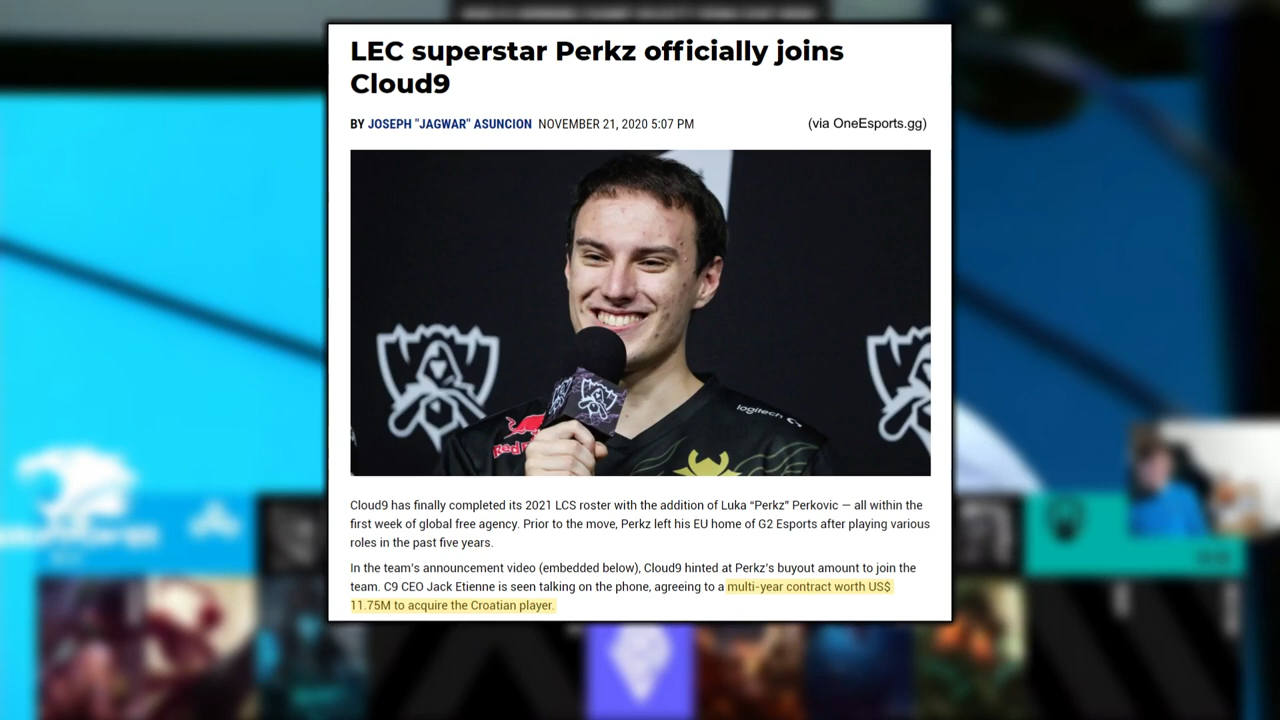 LEC superstar Perkz officially joins
Cloud9
BY JOSEPH "JAGWAR" ASUNCION NOVEMBER 21, 2020 5:07 PM (via OneEsports.gg)
logitech
Red
Cloud9 has finally completed its 2021 LCS roster with the addition of Luka “Perkz” Perkovic — all within the
first week of global free agency. Prior to the move, Perkz left his EU home of G2 Esports after playing various
roles in the past five years.
In the team’s announcement video (embedded below), Cloud9 hinted at Perkz’s buyout amount to join the
team. C9 CEO Jack Etienne is seen talking on the phone, agreeing to a multi-year contract worth US$
11.75M to acquire the Croatian player.